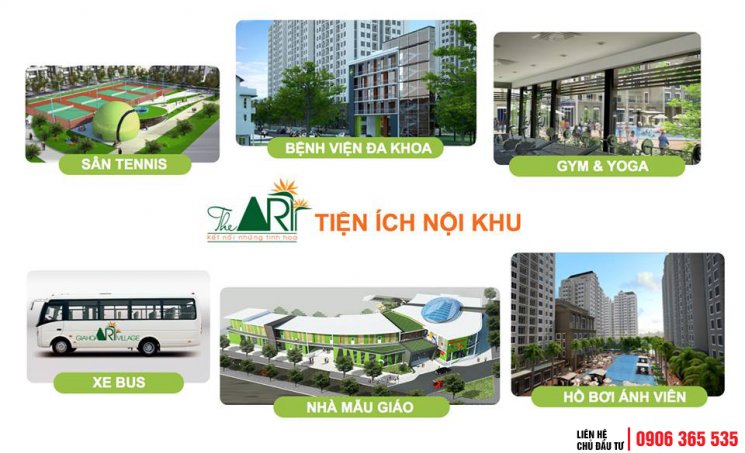 SÂN TENNIS
BỆNH VIỆN ĐA KHOA
GYM & YOGA
The ART
Kết nối những tinh hoa
TIỆN ÍCH NỘI KHU
GIAHOA ART VILLAGE
XE BUS
NHÀ MẪU GIÁO
HỒ BƠI ÁNH VIÊN
LIÊN HỆ
CHỦ ĐẦU TƯ
0906 365 535